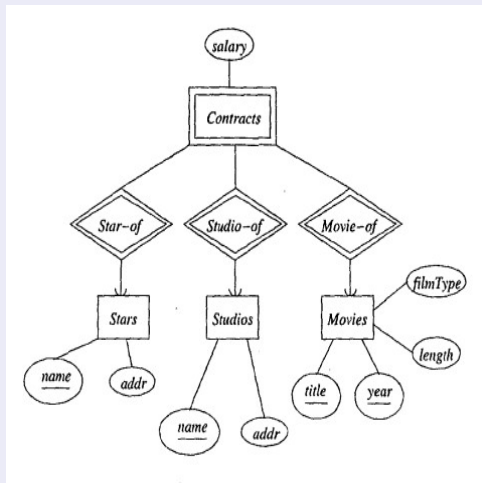 salary
Contracts
Star-of
Studio-of
Movie-of
filmType
Stars
Studios
Movies
length
name
addr
title
year
name
addr